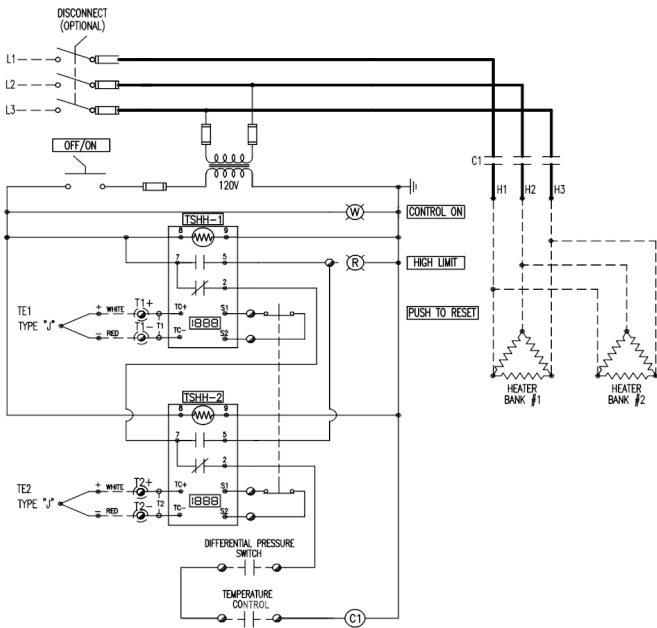 DISCONNECT
(OPTIONAL)
L1
L2
L3
OFF/ON
120V
C1
H1 H2 H3
W CONTROL ON
TSHH-1
8 9
7 5
R HIGH LIMIT
2
PUSH TO RESET
TE1
TYPE "J"
+ WHITE T1+
- RED T1- T1
TC+ S1
1888
TC- S2
HEATER
BANK #1
HEATER
BANK #2
TSHH-2
8 9
7 5
2
TE2
TYPE "J"
+ WHITE T2+
- RED T2- T2
TC+ S1
1888
TC- S2
DIFFERENTIAL PRESSURE
SWITCH
TEMPERATURE
CONTROL
C1